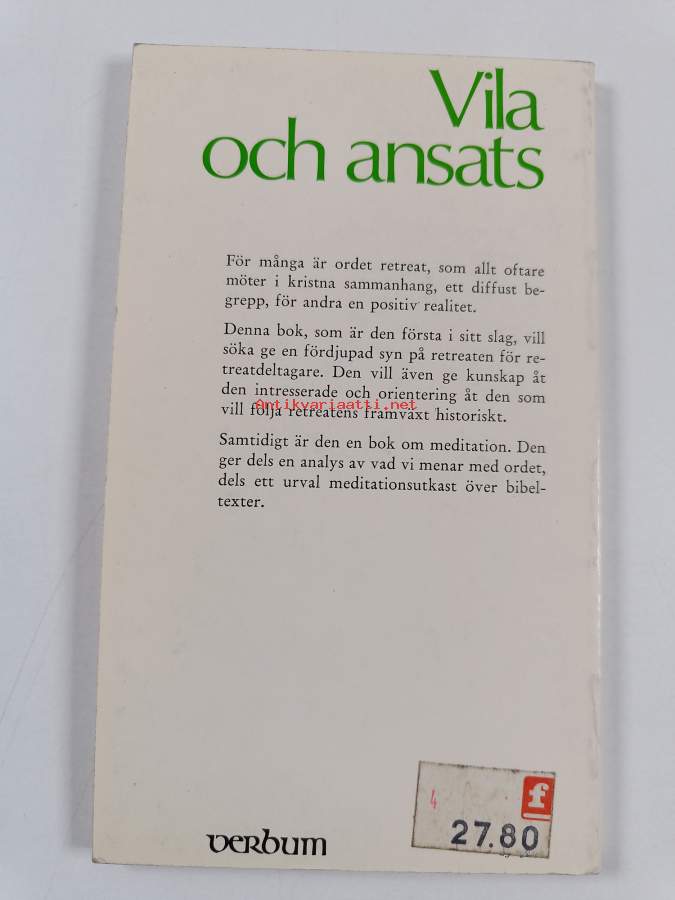 Vila
och ansats
För många är ordet retreat, som allt oftare
möter i kristna sammanhang, ett diffust be-
grepp, för andra en positiv realitet.
Denna bok, som är den första i sitt slag, vill
söka ge en fördjupad syn på retreaten för re-
treatdeltagare. Den vill även ge kunskap åt
den intresserade och orientering åt den som
Antikvariaatti.net
vill följa retreatens framväxt historiskt.
Samtidigt är den en bok om meditation. Den
ger dels en analys av vad vi menar med ordet,
dels ett urval meditationsutkast över bibel-
texter.
4
f
27.80
verbum